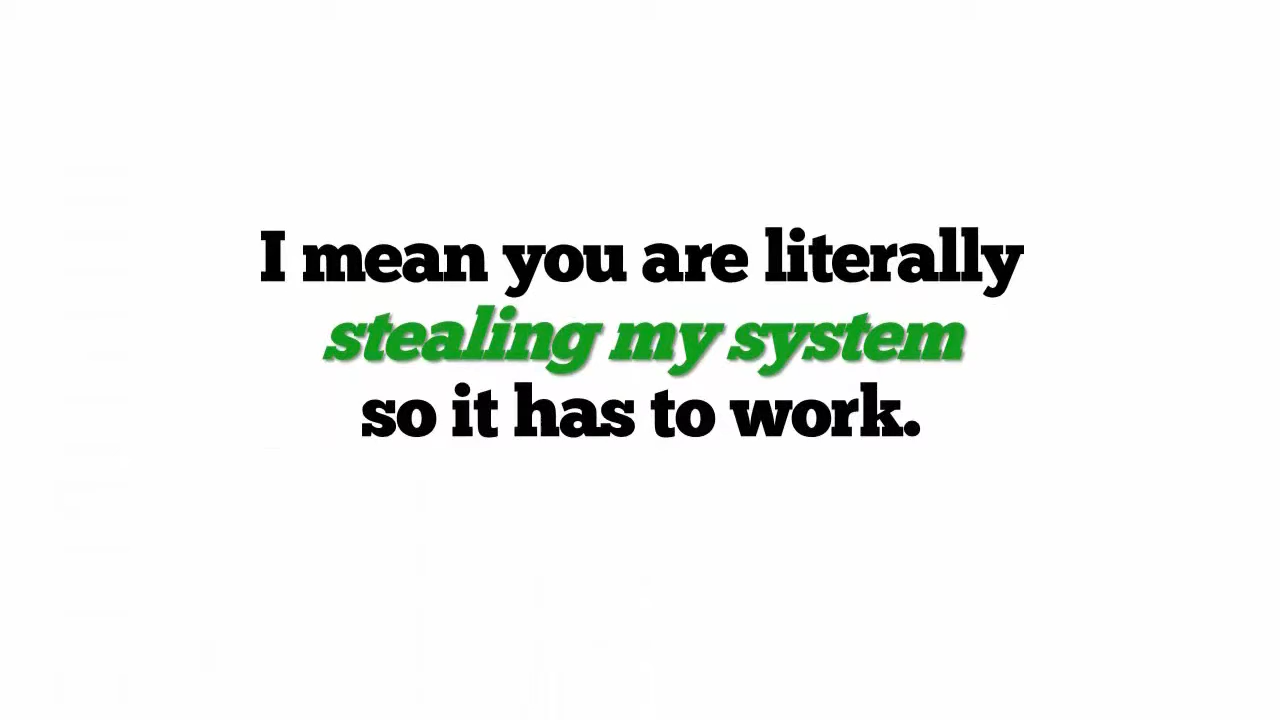 I mean you are literally
stealing my system
so it has to work.